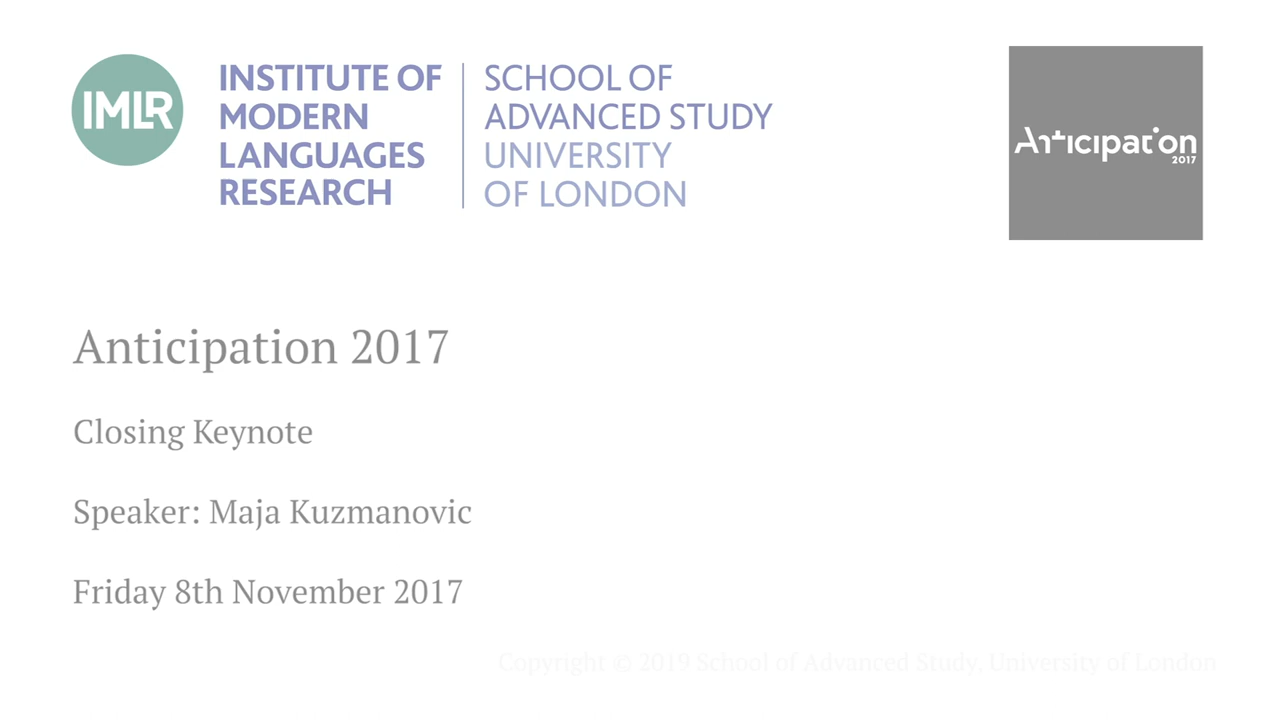 IMLR
INSTITUTE OF
MODERN
LANGUAGES
RESEARCH
SCHOOL OF
ADVANCED STUDY
UNIVERSITY
OF LONDON
Anticipation
2017
Anticipation 2017
Closing Keynote
Speaker: Maja Kuzmanovic
Friday 8th November 2017
Copyright © 2019 School of Advanced Study, University of London